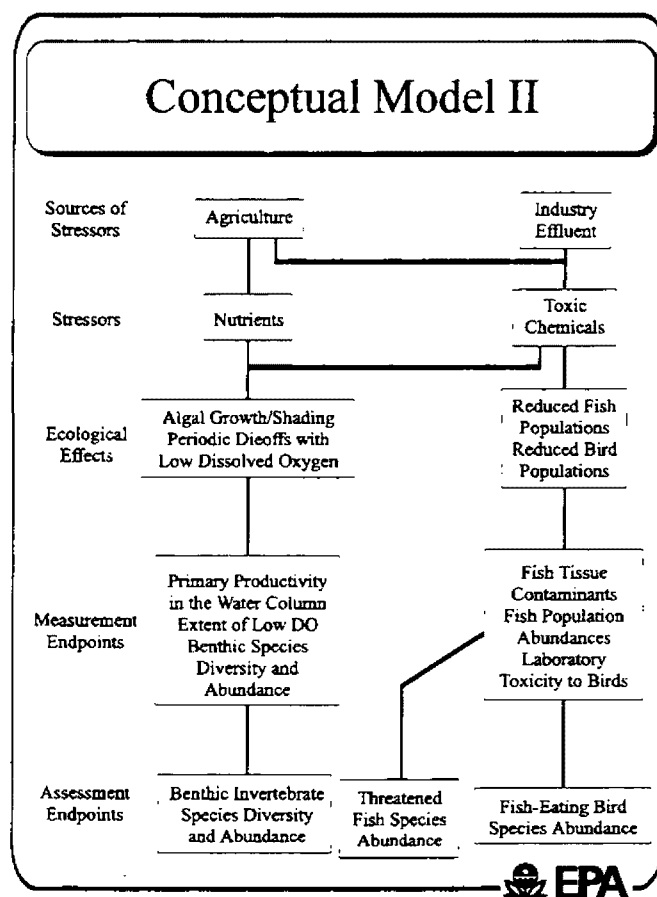 Conceptual Model II
Sources of
Stressors
Agriculture
Industry
Effluent
Stressors
Nutrients
Toxic
Chemicals
Ecological
Effects
Algal Growth/Shading
Periodic Dieoffs with
Low Dissolved Oxygen
Reduced Fish
Populations
Reduced Bird
Populations
Measurement
Endpoints
Primary Productivity
in the Water Column
Extent of Low DO
Benthic Species
Diversity and
Abundance
Fish Tissue
Contaminants
Fish Population
Abundances
Laboratory
Toxicity to Birds
Assessment
Endpoints
Benthic Invertebrate
Species Diversity
and Abundance
Threatened
Fish Species
Abundance
Fish-Eating Bird
Species Abundance
EPA